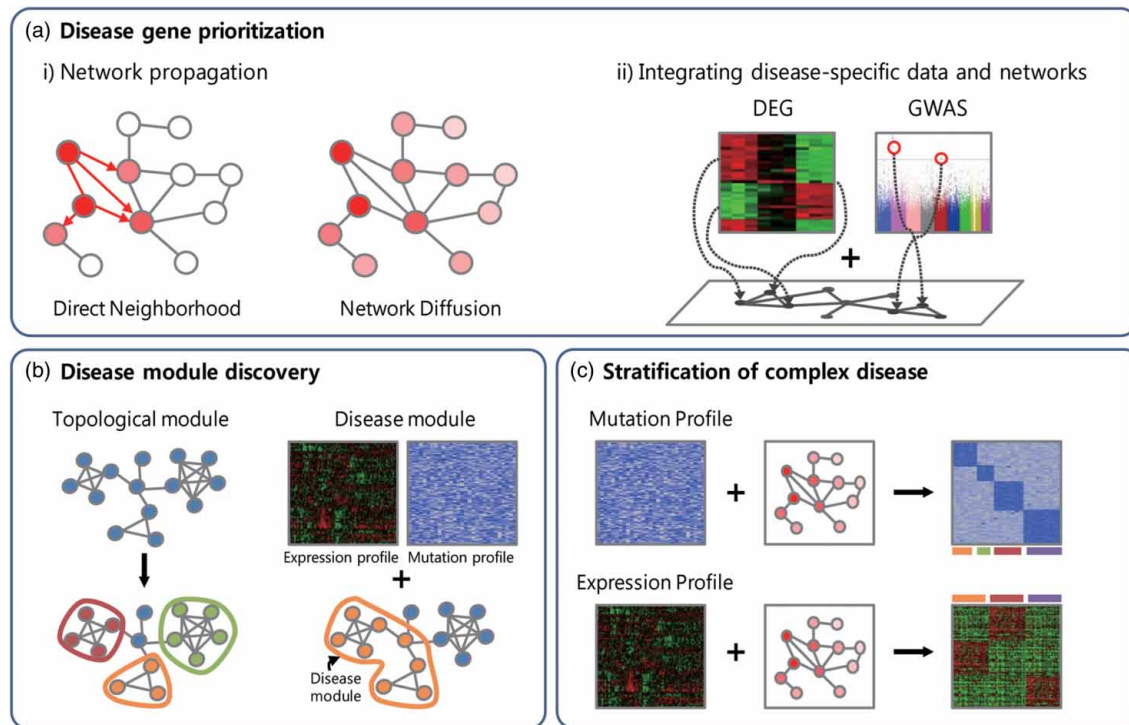 (a) Disease gene prioritization
i) Network propagation
Direct Neighborhood
Network Diffusion
ii) Integrating disease-specific data and networks
DEG
GWAS
+
(b) Disease module discovery
Topological module
Disease module
Expression profile
Mutation profile
+
Disease
module
(c) Stratification of complex disease
Mutation Profile
+
Expression Profile
+